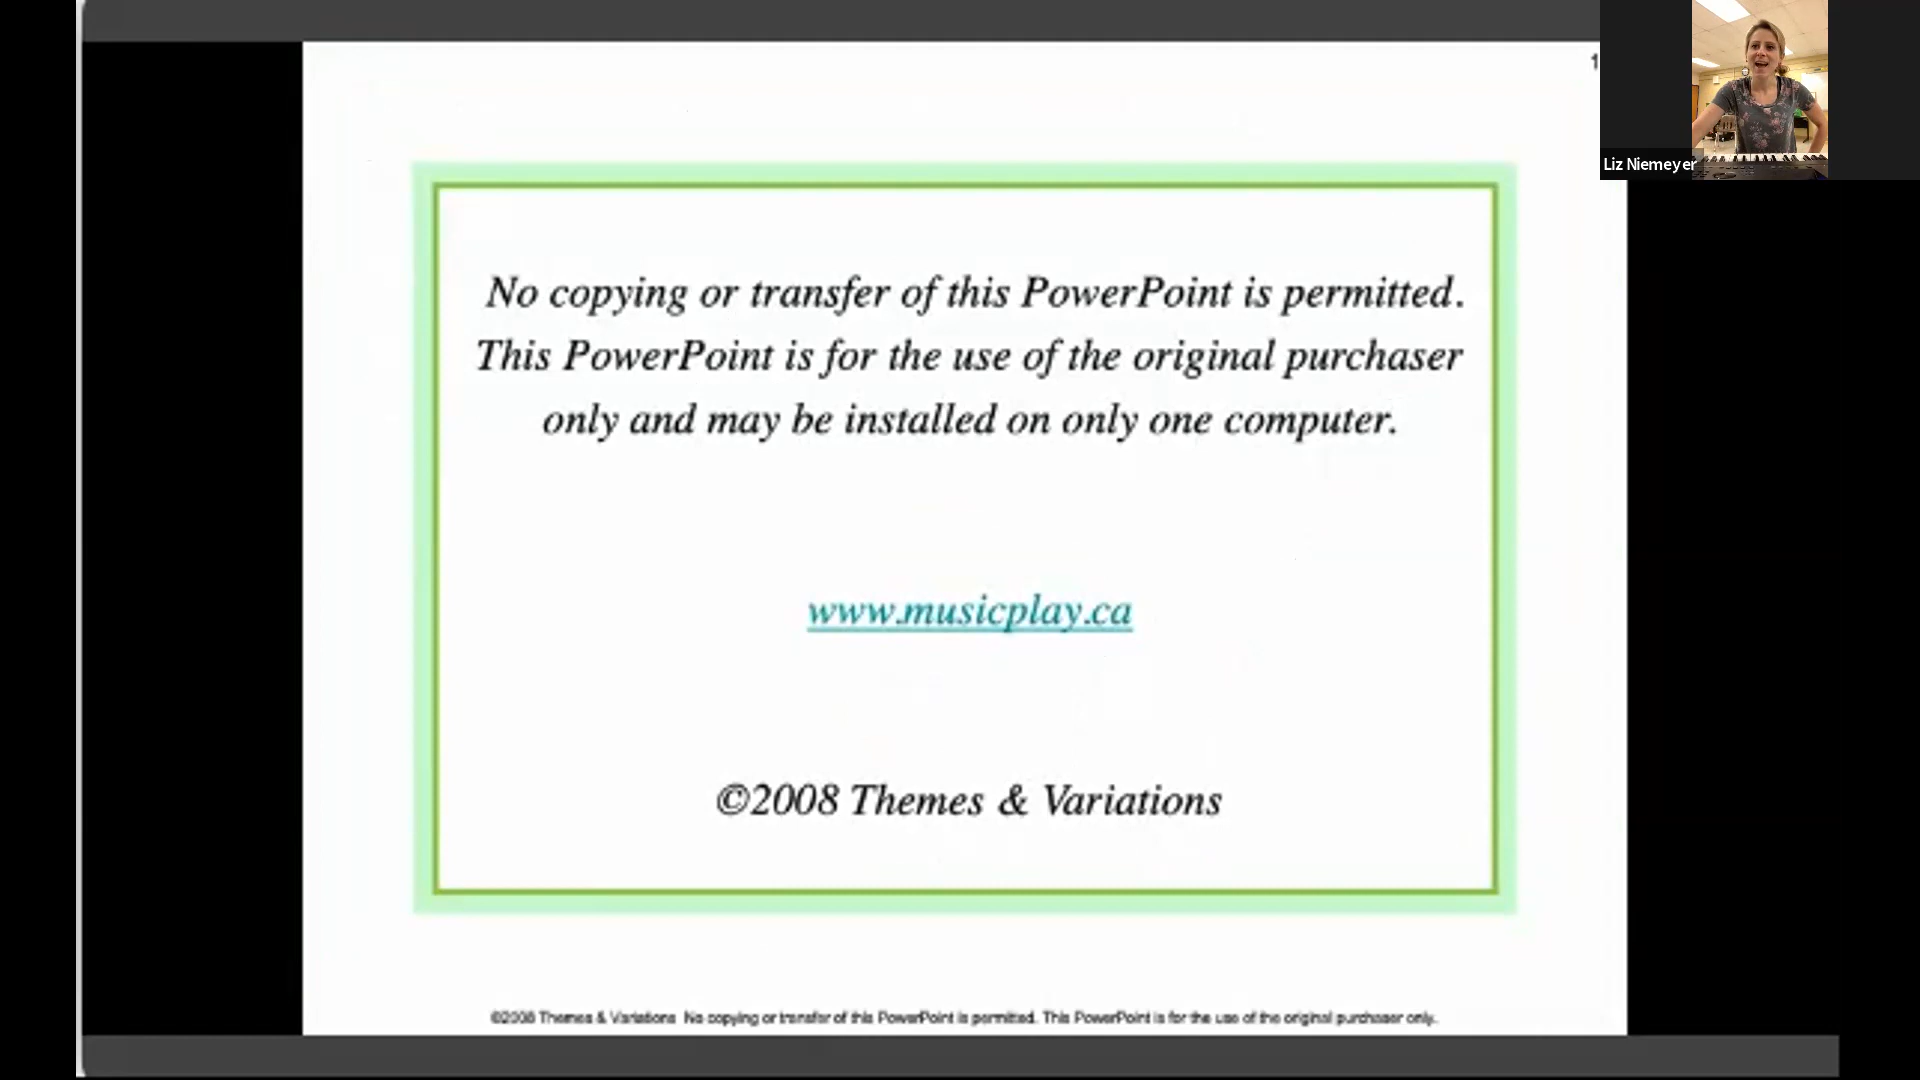 1
Liz Niemeyer
No copying or transfer of this PowerPoint is permitted.
This PowerPoint is for the use of the original purchaser
only and may be installed on only one computer.
www.musicplay.ca
©2008 Themes & Variations
©2008 Themes & Variations No copying or transfer of this PowerPoint is permitted. This PowerPoint is for the use of the original purchaser only.